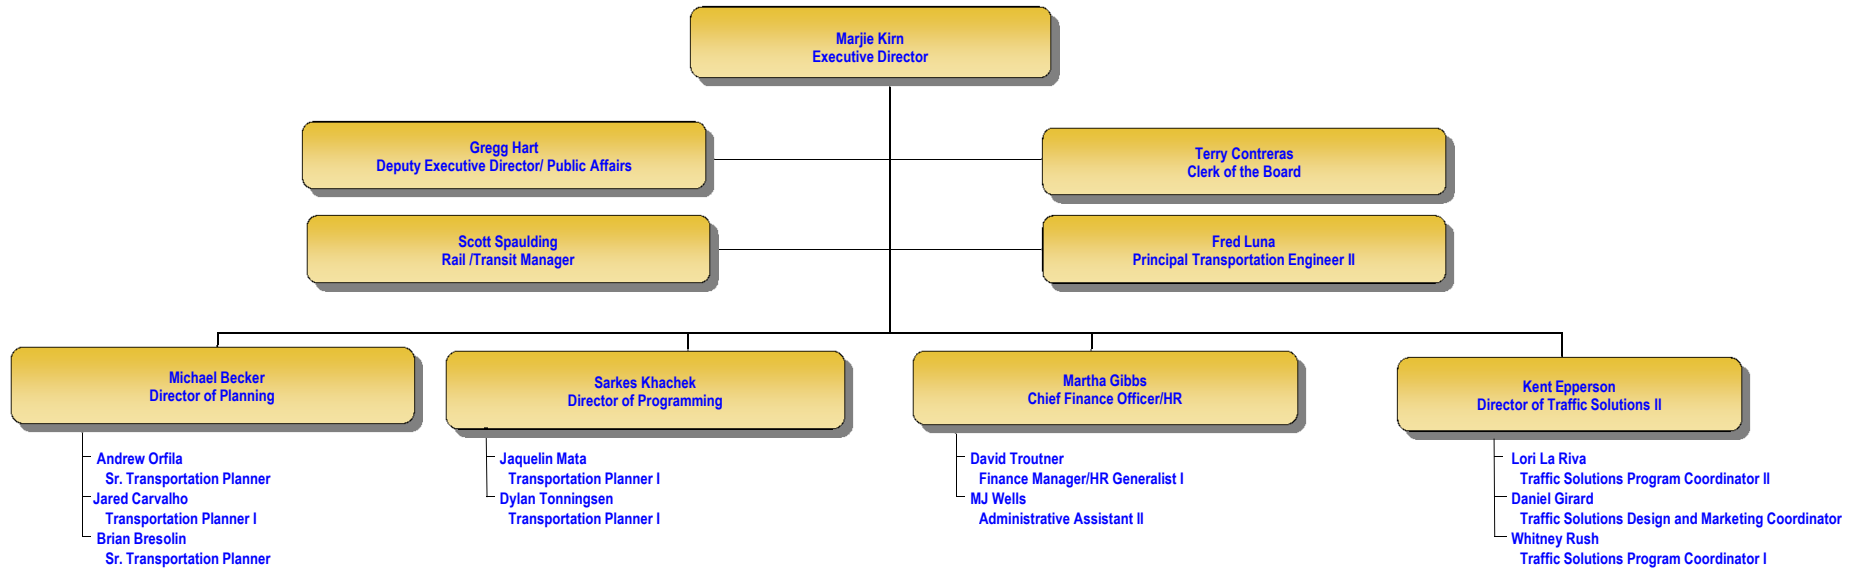 Marjie Kirn
Executive Director
Gregg Hart
Deputy Executive Director/ Public Affairs
Terry Contreras
Clerk of the Board
Scott Spaulding
Rail /Transit Manager
Fred Luna
Principal Transportation Engineer II
Michael Becker
Director of Planning
Andrew Orfila
Sr. Transportation Planner
Jared Carvalho
Transportation Planner I
Brian Bresolin
Sr. Transportation Planner
Sarkes Khachek
Director of Programming
Jaquelin Mata
Transportation Planner I
Dylan Tonningsen
Transportation Planner I
Martha Gibbs
Chief Finance Officer/HR
David Troutner
Finance Manager/HR Generalist I
MJ Wells
Administrative Assistant II
Kent Epperson
Director of Traffic Solutions II
Lori La Riva
Traffic Solutions Program Coordinator II
Daniel Girard
Traffic Solutions Design and Marketing Coordinator
Whitney Rush
Traffic Solutions Program Coordinator I